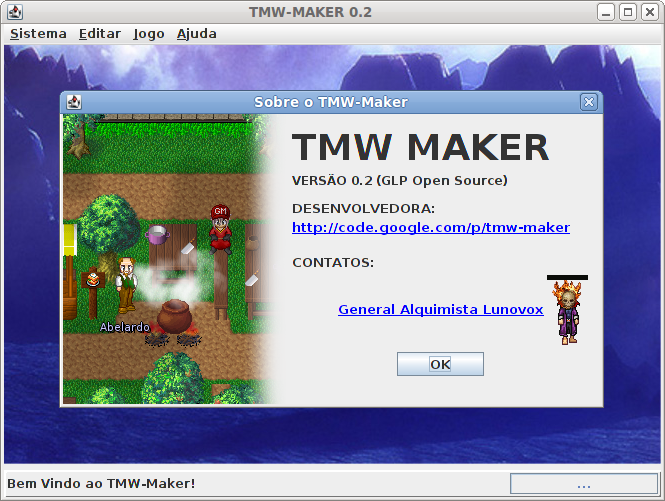 TMW-MAKER 0.2
Sistema Editar Jogo Ajuda
Sobre o TMW-Maker
TMW MAKER
VERSÃO 0.2 (GLP Open Source)
DESENVOLVEDORA:
http://code.google.com/p/tmw-maker
CONTATOS:
General Alquimista Lunovox
OK
GM
Abelardo
Bem Vindo ao TMW-Maker!
...